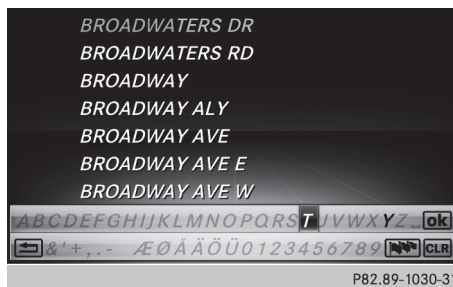 BROADWATERS DR
BROADWATERS RD
BROADWAY
BROADWAY ALY
BROADWAY AVE
BROADWAY AVE E
BROADWAY AVE W
ABCDEFGHIJKLMNOPQRSTUVWXYZ_ ok
&'+,.- ÆØÅÄÖÜ0123456789 CLR
P82.89-1030-31